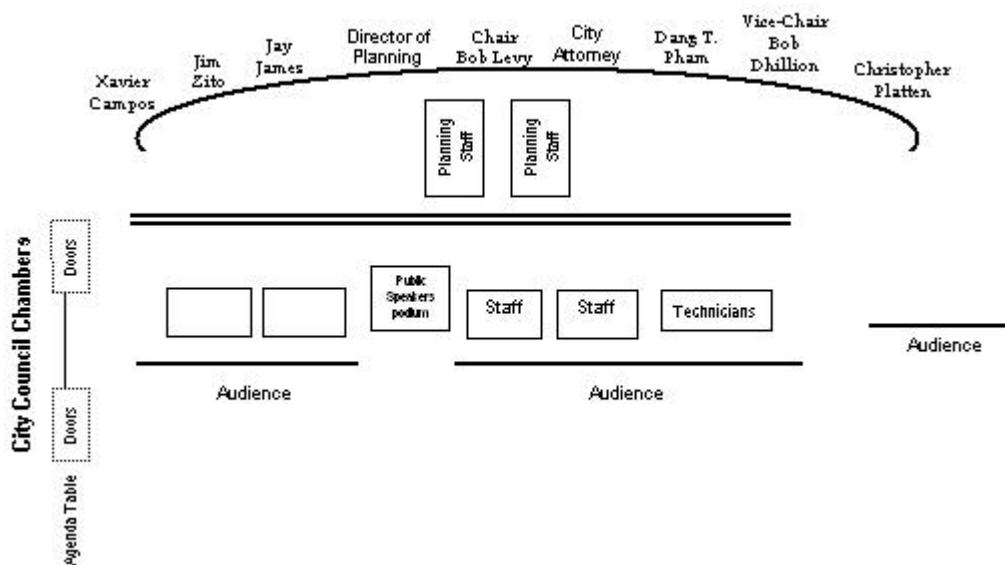 Xavier
Campos
Jim
Zito
Jay
James
Director of
Planning
Chair
Bob Levy
City
Attorney
Dang T.
Pham
Vice-Chair
Bob
Dhillion
Christopher
Platten
Planning
Staff
Planning
Staff
City Council Chambers
Doors
Doors
Agenda Table
Public
Speakers
podium
Staff
Staff
Technicians
Audience
Audience
Audience